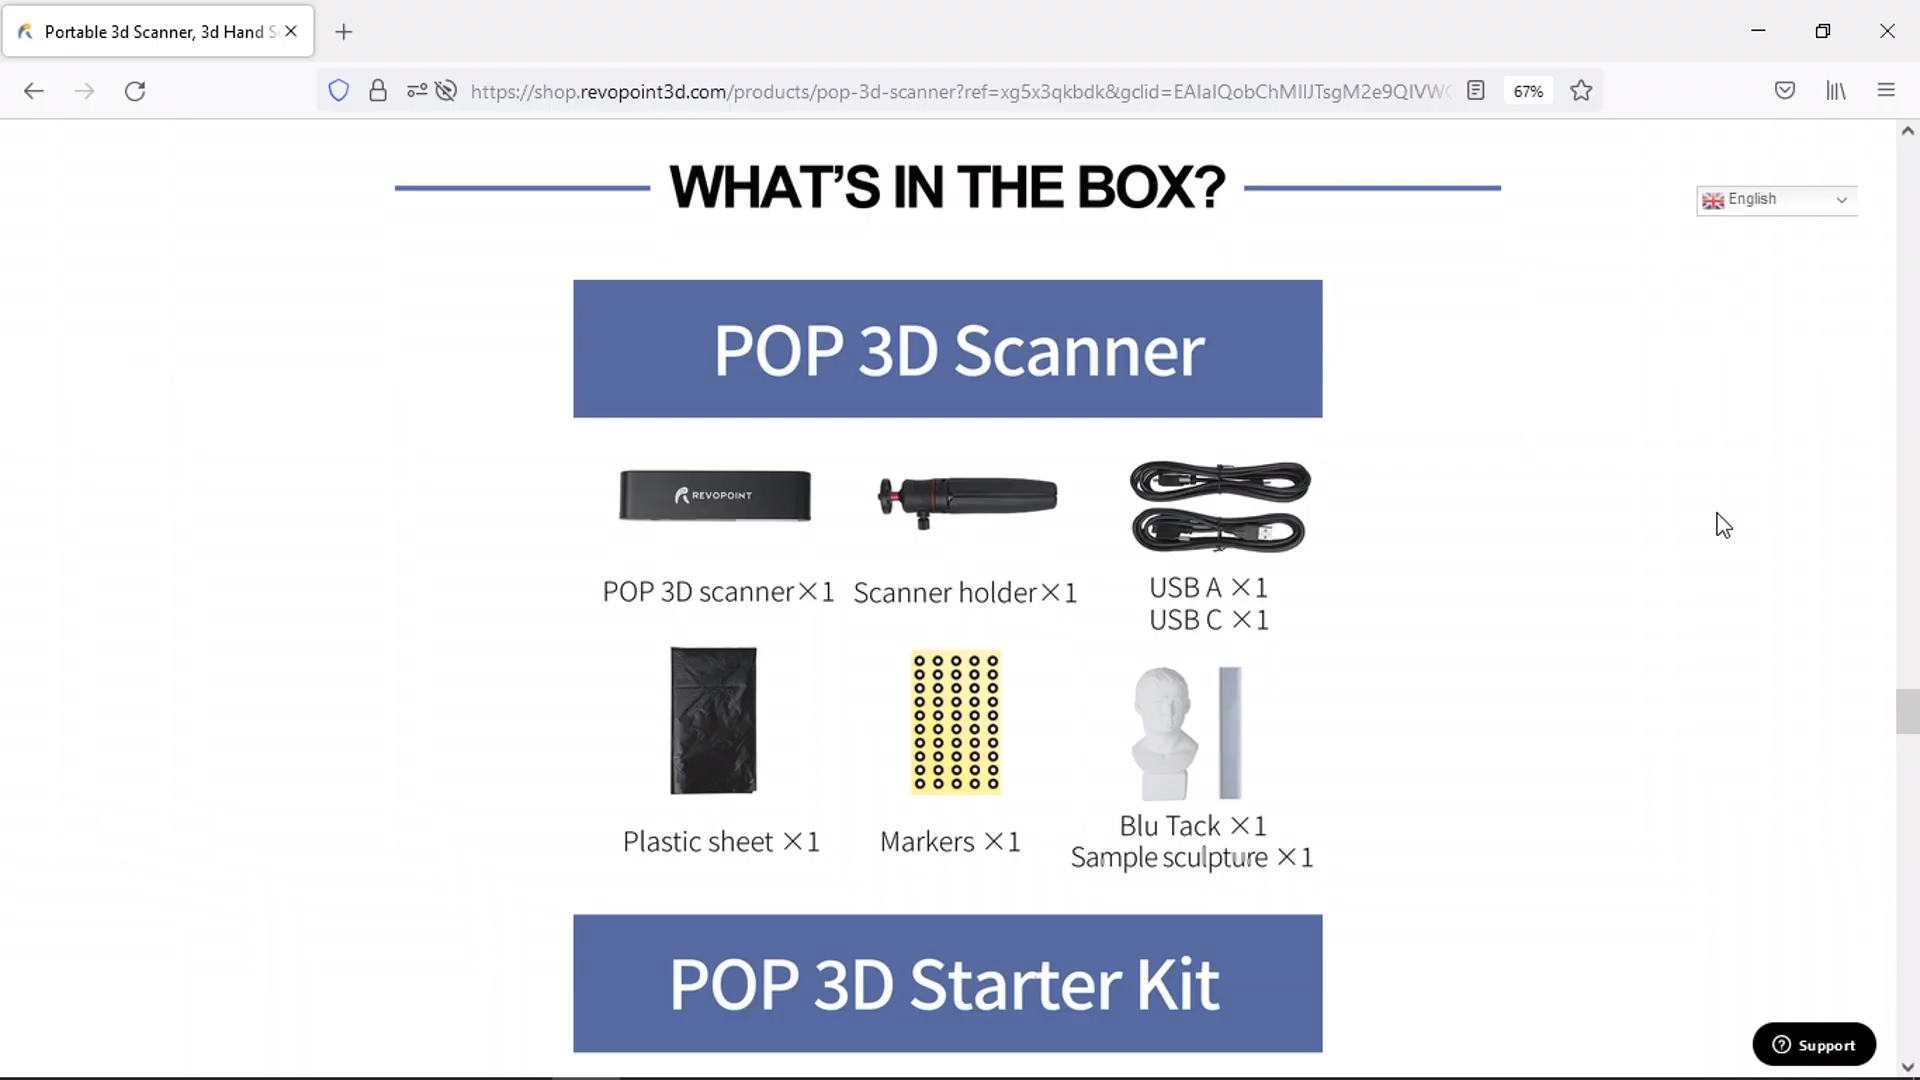 Portable 3d Scanner, 3d Hand S
https://shop.revopoint3d.com/products/pop-3d-scanner?ref=xg5x3qkbdk&gclid=EAIaIQobChMIlJTsgM2e9QIVW
67%
WHAT'S IN THE BOX?
English
POP 3D Scanner
REVOPOINT
POP 3D scanner×1
Scanner holder×1
USB A ×1
USB C ×1
Plastic sheet ×1
Markers ×1
Blu Tack ×1
Sample sculpture ×1
POP 3D Starter Kit
Support